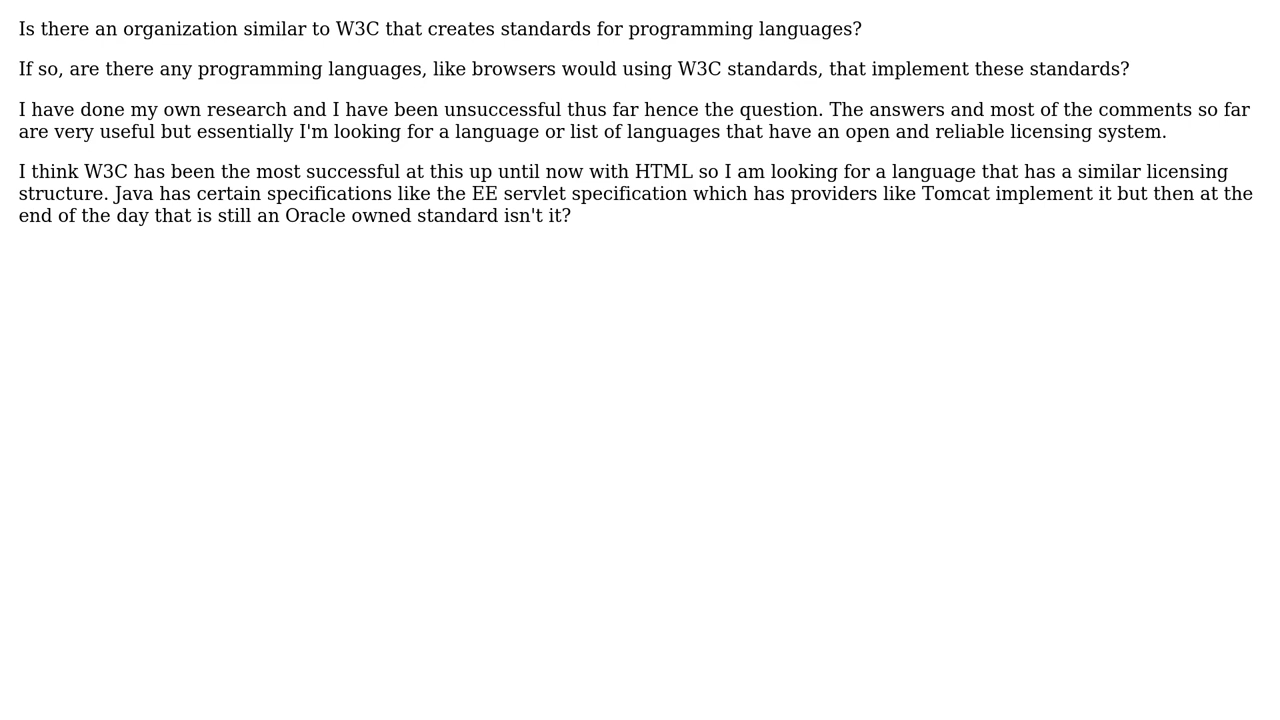 Is there an organization similar to W3C that creates standards for programming languages?
If so, are there any programming languages, like browsers would using W3C standards, that implement these standards?
I have done my own research and I have been unsuccessful thus far hence the question. The answers and most of the comments so far
are very useful but essentially I'm looking for a language or list of languages that have an open and reliable licensing system.
I think W3C has been the most successful at this up until now with HTML so I am looking for a language that has a similar licensing
structure. Java has certain specifications like the EE servlet specification which has providers like Tomcat implement it but then at the
end of the day that is still an Oracle owned standard isn't it?